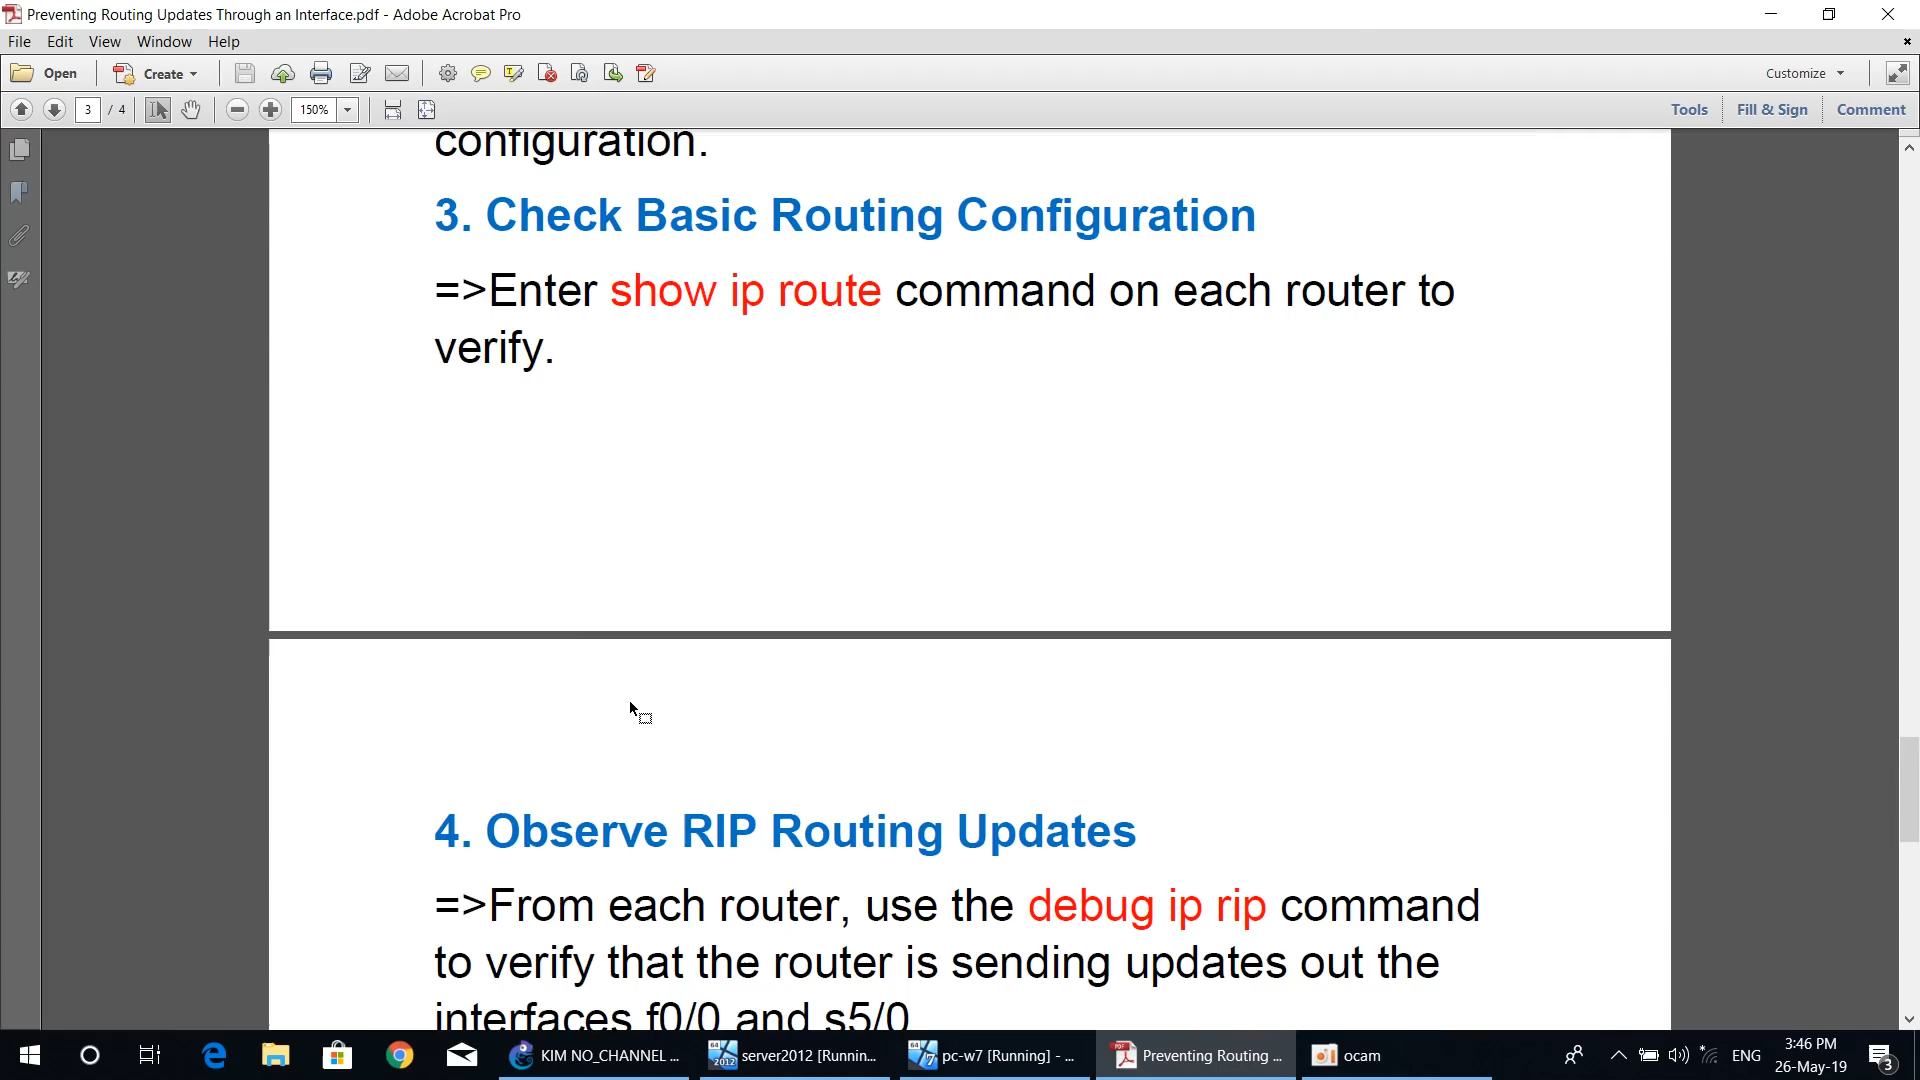 Preventing Routing Updates Through an Interface.pdf - Adobe Acrobat Pro
File Edit View Window Help
Open Create Customize
3 / 4 150% Tools Fill & Sign Comment
configuration.
3. Check Basic Routing Configuration
=>Enter show ip route command on each router to
verify.
4. Observe RIP Routing Updates
=>From each router, use the debug ip rip command
to verify that the router is sending updates out the
interfaces f0/0 and s5/0
KIM NO_CHANNEL ... server2012 [Runnin... pc-w7 [Running] - ... Preventing Routing ... ocam ENG 3:46 PM
26-May-19 3